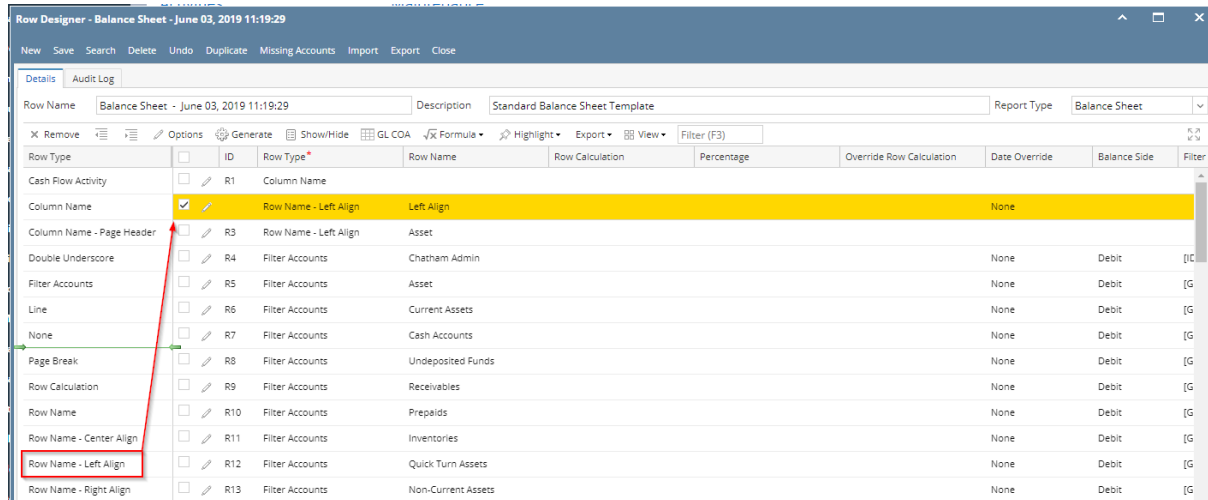 Row Designer - Balance Sheet - June 03, 2019 11:19:29
New Save Search Delete Undo Duplicate Missing Accounts Import Export Close
Details Audit Log
Row Name Balance Sheet - June 03, 2019 11:19:29 Description Standard Balance Sheet Template Report Type Balance Sheet
Remove Options Generate Show/Hide GL COA Formula Highlight Export View Filter (F3)
Row Type ID Row Type* Row Name Row Calculation Percentage Override Row Calculation Date Override Balance Side Filter
Cash Flow Activity R1 Column Name
Column Name Row Name - Left Align Left Align None
Column Name - Page Header R3 Row Name - Left Align Asset
Double Underscore R4 Filter Accounts Chatham Admin None Debit [ID
Filter Accounts R5 Filter Accounts Asset None Debit [G
Line R6 Filter Accounts Current Assets None Debit [G
None R7 Filter Accounts Cash Accounts None Debit [G
Page Break R8 Filter Accounts Undeposited Funds None Debit [G
Row Calculation R9 Filter Accounts Receivables None Debit [G
Row Name R10 Filter Accounts Prepaids None Debit [G
Row Name - Center Align R11 Filter Accounts Inventories None Debit [G
Row Name - Left Align R12 Filter Accounts Quick Turn Assets None Debit [G
Row Name - Right Align R13 Filter Accounts Non-Current Assets None Debit [G